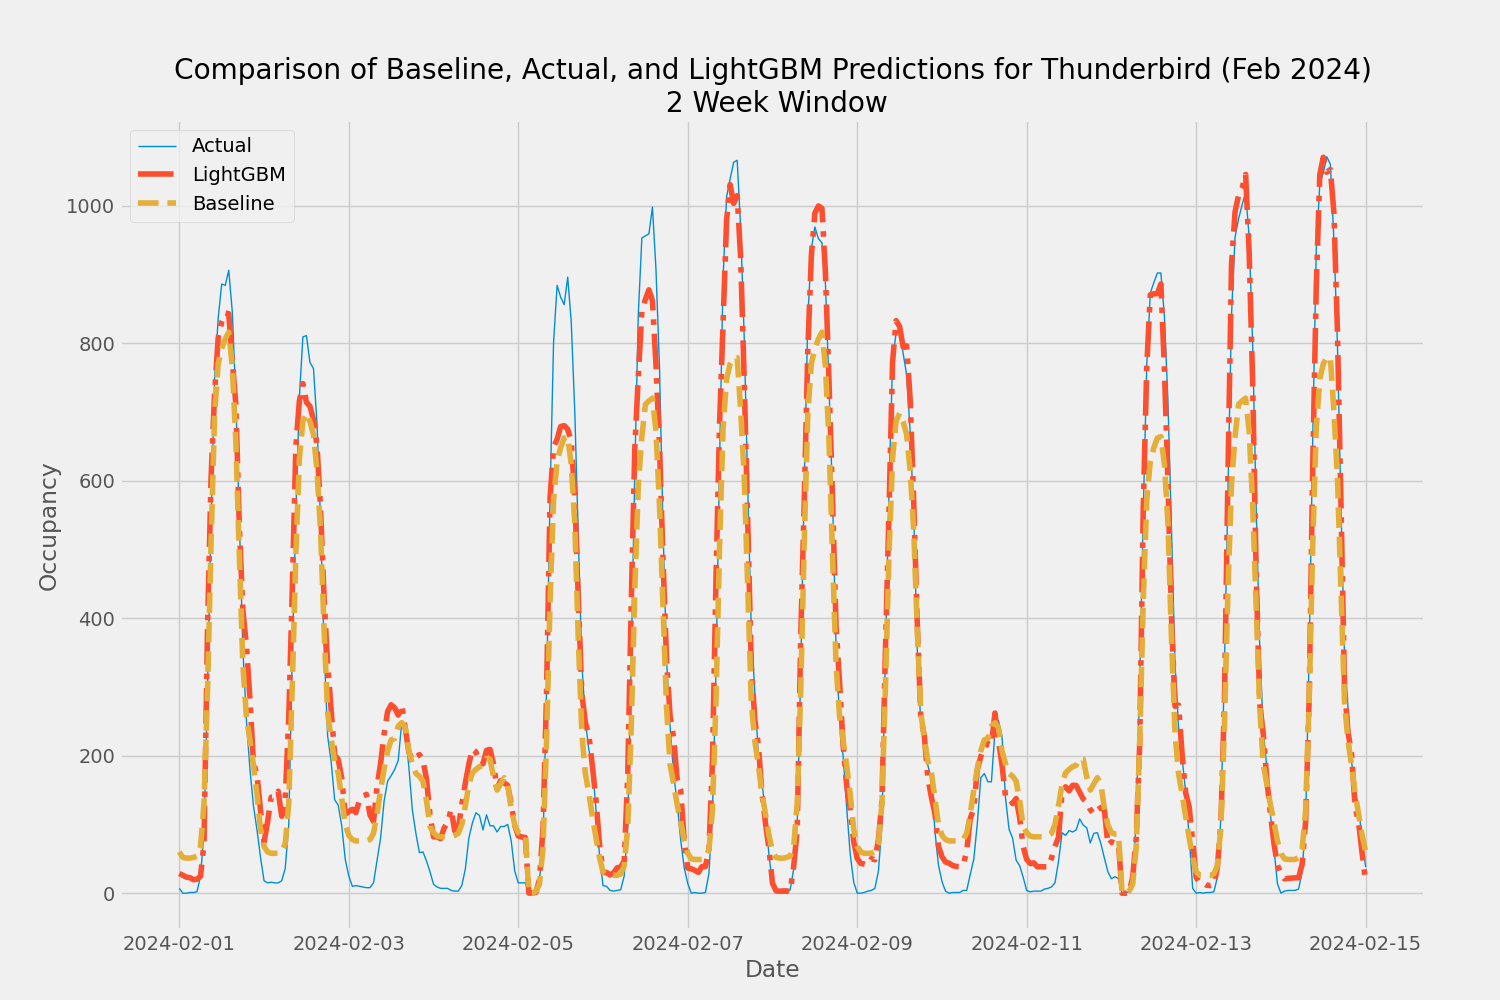 Comparison of Baseline, Actual, and LightGBM Predictions for Thunderbird (Feb 2024)
2 Week Window
Actual
LightGBM
Baseline
Occupancy
1000
800
600
400
200
0
2024-02-01
2024-02-03
2024-02-05
2024-02-07
2024-02-09
2024-02-11
2024-02-13
2024-02-15
Date